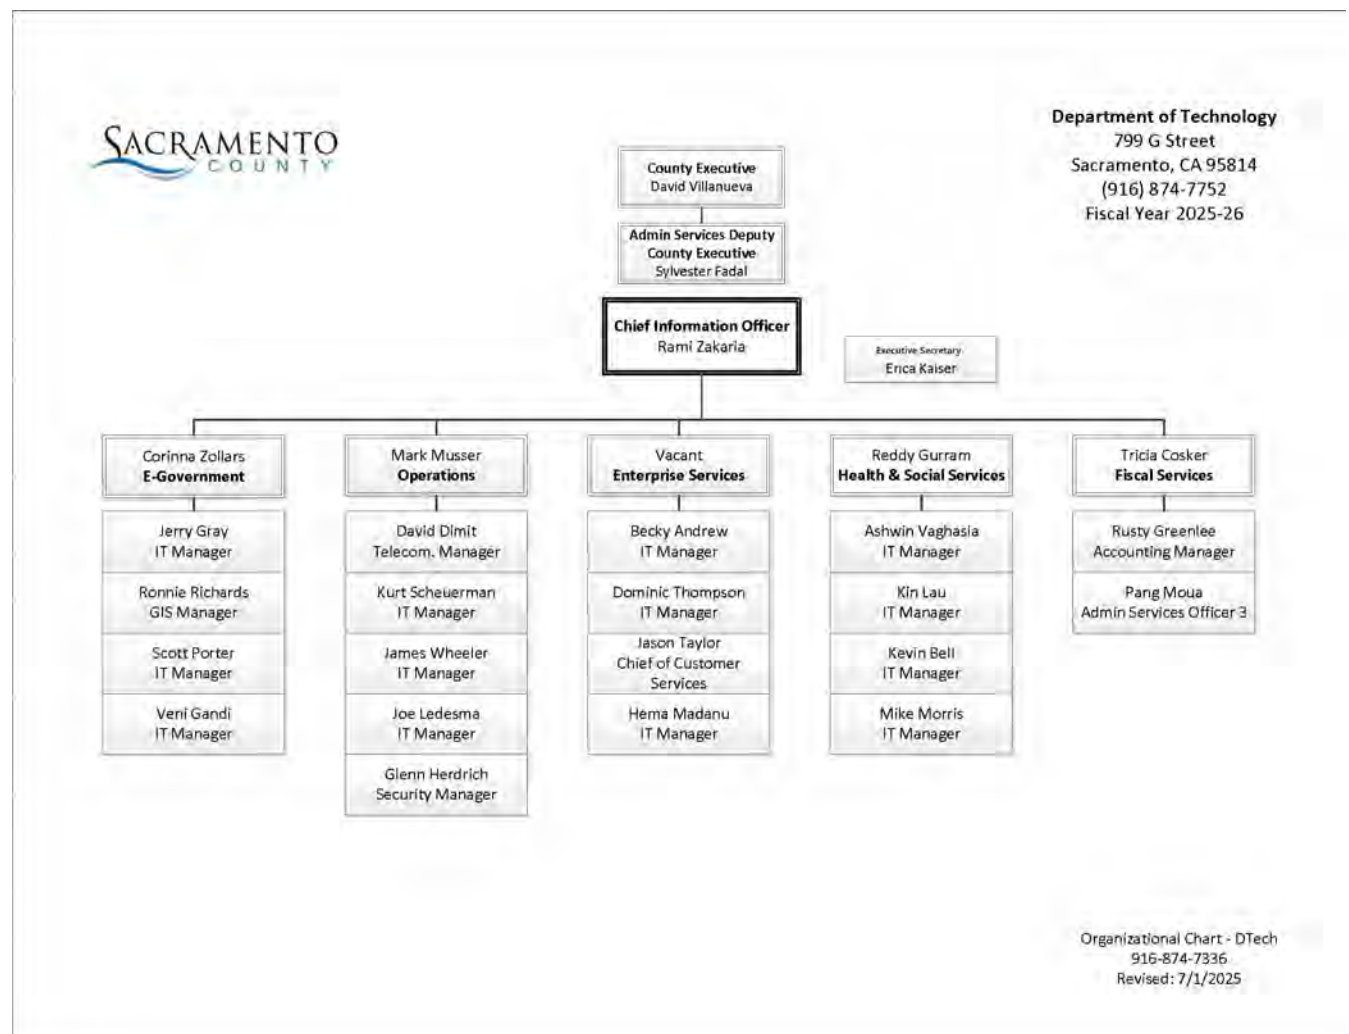 SACRAMENTO
COUNTY
Department of Technology
799 G Street
Sacramento, CA 95814
(916) 874-7752
Fiscal Year 2025-26
County Executive
David Villanueva
Admin Services Deputy
County Executive
Sylvester Fadal
Chief Information Officer
Rami Zakaria
Executive Secretary
Erica Kaiser
Corinna Zollars
E-Government
Jerry Gray
IT Manager
Ronnie Richards
GIS Manager
Scott Porter
IT Manager
Veni Gandi
IT Manager
Mark Musser
Operations
David Dimit
Telecom. Manager
Kurt Scheuerman
IT Manager
James Wheeler
IT Manager
Joe Ledesma
IT Manager
Glenn Herdrich
Security Manager
Vacant
Enterprise Services
Becky Andrew
IT Manager
Dominic Thompson
IT Manager
Jason Taylor
Chief of Customer
Services
Hema Madanu
IT Manager
Reddy Gurram
Health & Social Services
Ashwin Vaghasia
IT Manager
Kin Lau
IT Manager
Kevin Bell
IT Manager
Mike Morris
IT Manager
Tricia Cosker
Fiscal Services
Rusty Greenlee
Accounting Manager
Pang Moua
Admin Services Officer 3
Organizational Chart - DTech
916-874-7336
Revised: 7/1/2025